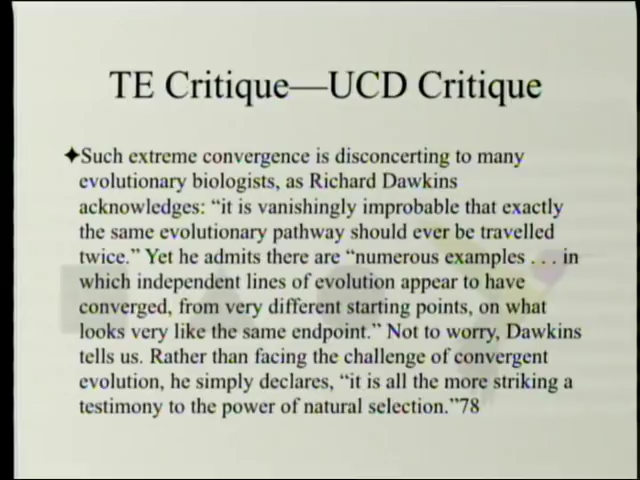 TE Critique—UCD Critique
✦Such extreme convergence is disconcerting to many
evolutionary biologists, as Richard Dawkins
acknowledges: “it is vanishingly improbable that exactly
the same evolutionary pathway should ever be travelled
twice.” Yet he admits there are “numerous examples . . . in
which independent lines of evolution appear to have
converged, from very different starting points, on what
looks very like the same endpoint.” Not to worry, Dawkins
tells us. Rather than facing the challenge of convergent
evolution, he simply declares, “it is all the more striking a
testimony to the power of natural selection.”78